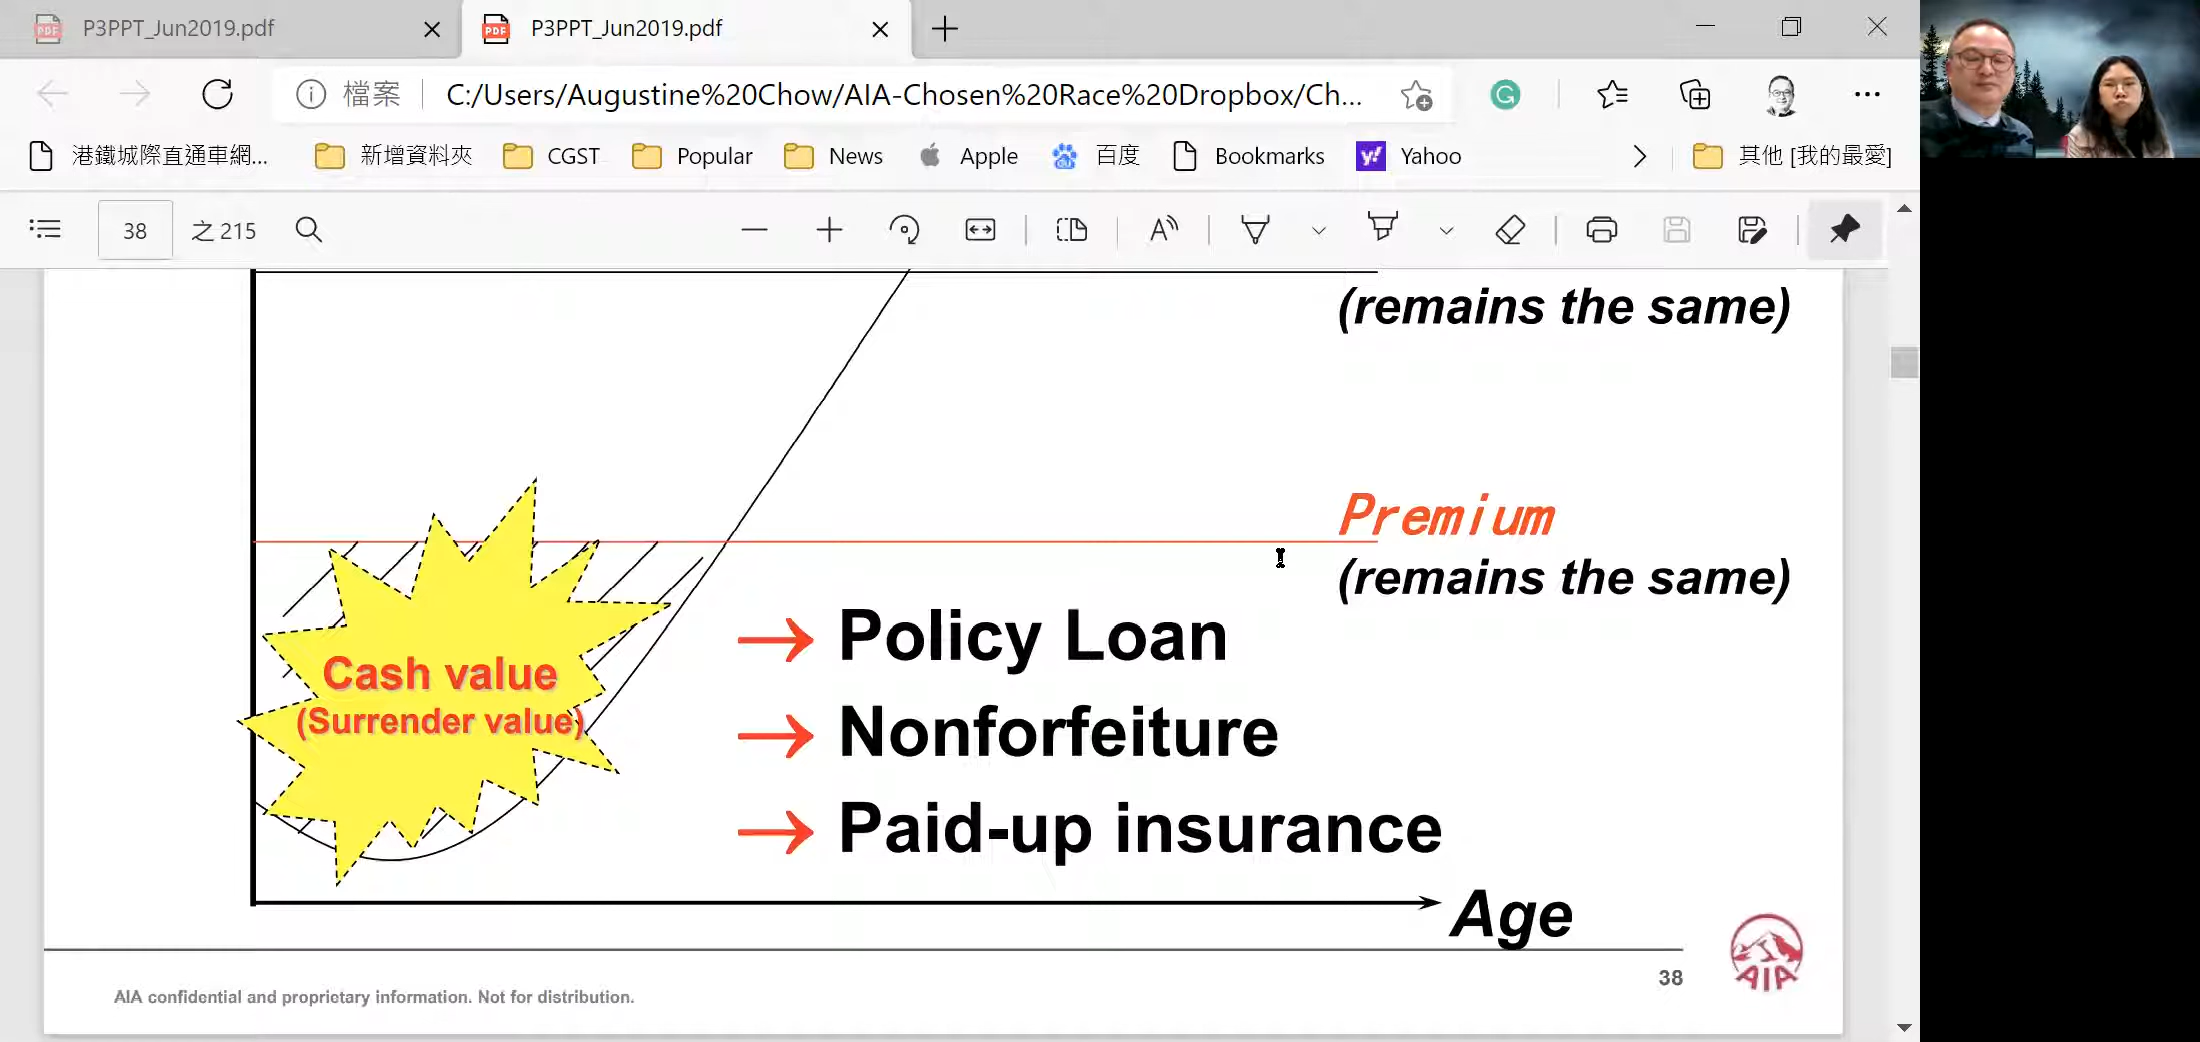 P3PPT_Jun2019.pdf
P3PPT_Jun2019.pdf
檔案
C:/Users/Augustine%20Chow/AIA-Chosen%20Race%20Dropbox/Ch...
港鐵城際直通車網...
新增資料夾
CGST
Popular
News
Apple
百度
Bookmarks
Yahoo
其他 [我的最愛]
38
之 215
(remains the same)
Premium
(remains the same)
Policy Loan
Cash value
(Surrender value)
Nonforfeiture
Paid-up insurance
Age
38
AIA
AIA confidential and proprietary information. Not for distribution.